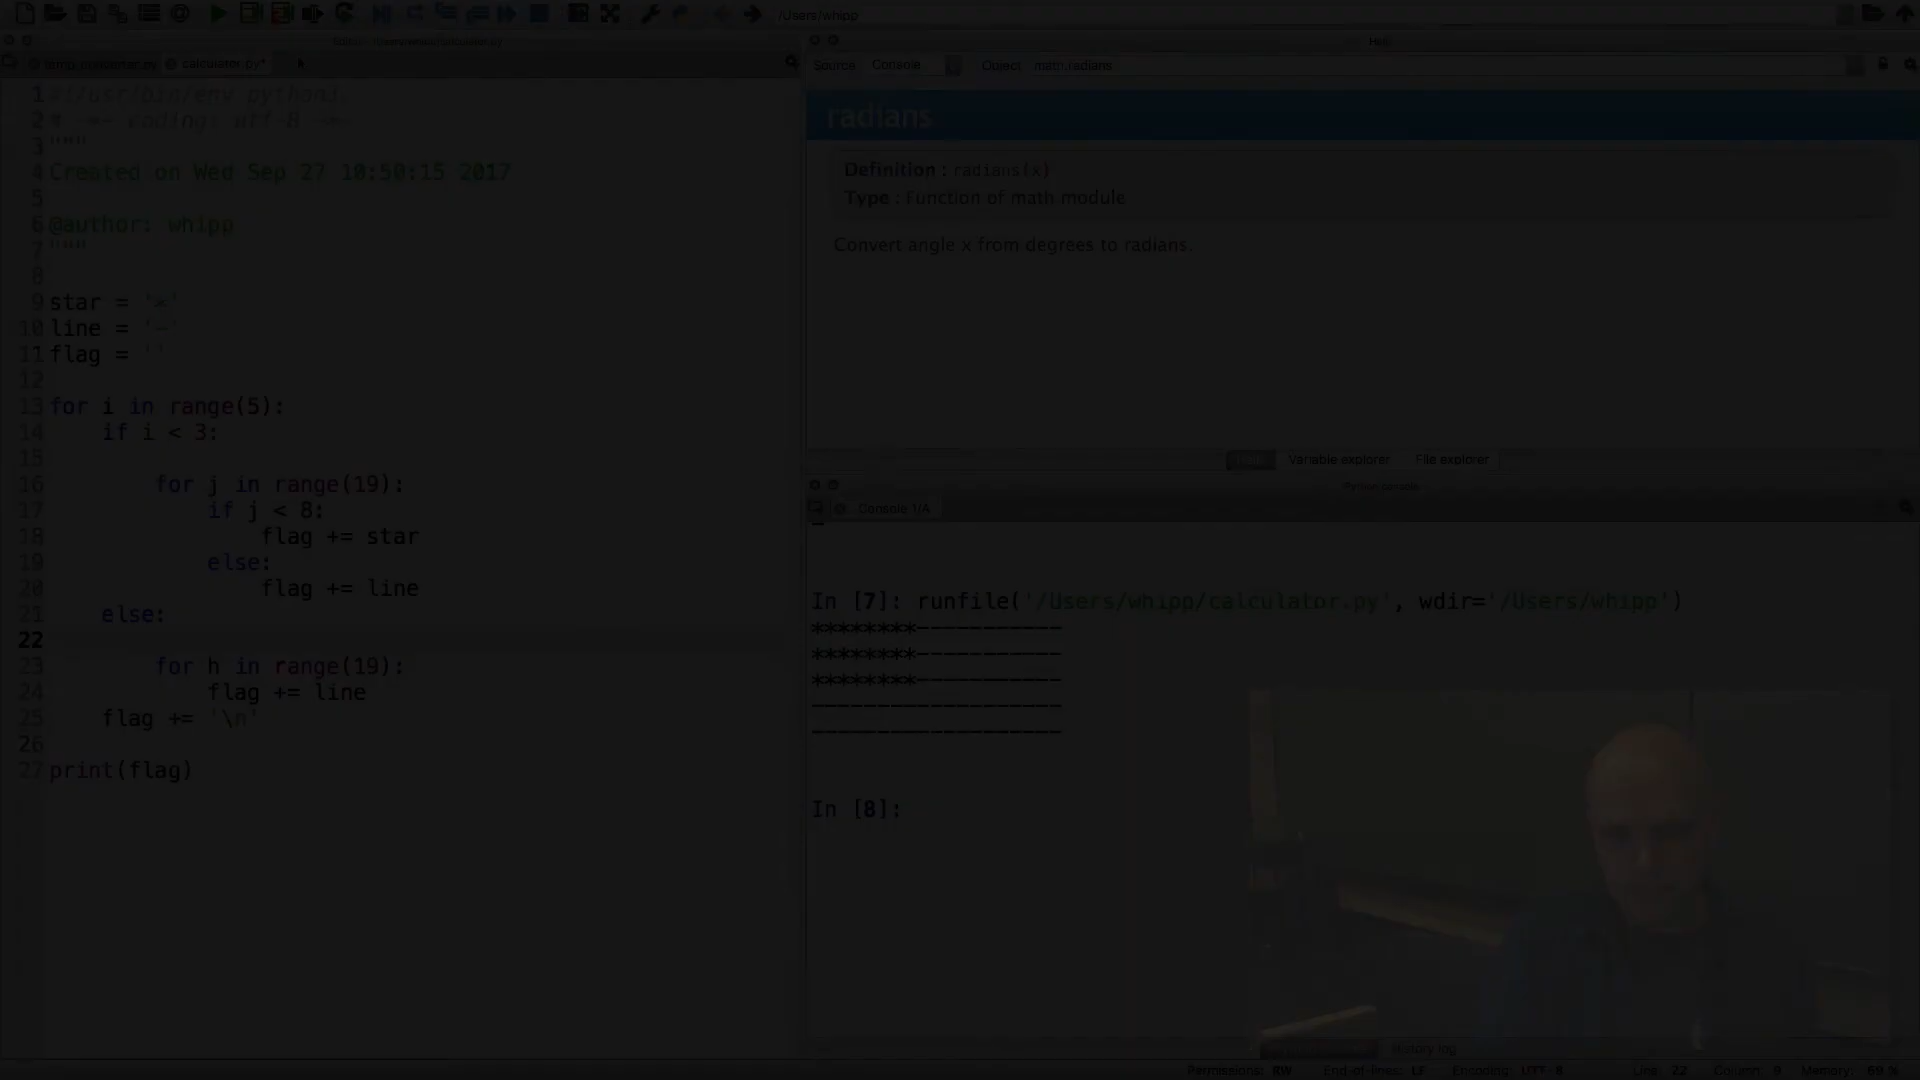 /Users/whipp
calculator.py*
Source Console Object math.radians
1 #!/usr/bin/env python3
2 # -*- coding: utf-8 -*-
3 """
4 Created on Wed Sep 27 10:50:15 2017
5
6 @author: whipp
7 """
8
9 star = '*'
10 line = '-'
11 flag = ''
12
13 for i in range(5):
14 if i < 3:
15
16 for j in range(19):
17 if j < 8:
18 flag += star
19 else:
20 flag += line
21 else:
22
23 for h in range(19):
24 flag += line
25 flag += '\n'
26
27 print(flag)
Help
radians
Definition : radians(x)
Type : Function of math module
Convert angle x from degrees to radians.
Help Variable explorer File explorer
Python console
Console 1/A
In [7]: runfile('/Users/whipp/calculator.py', wdir='/Users/whipp')
********-----------
********-----------
********-----------
-------------------
-------------------
In [8]:
History log
Permissions: RW End-of-lines: LF Encoding: UTF-8 Line: 22 Column: 9 Memory: 69 %